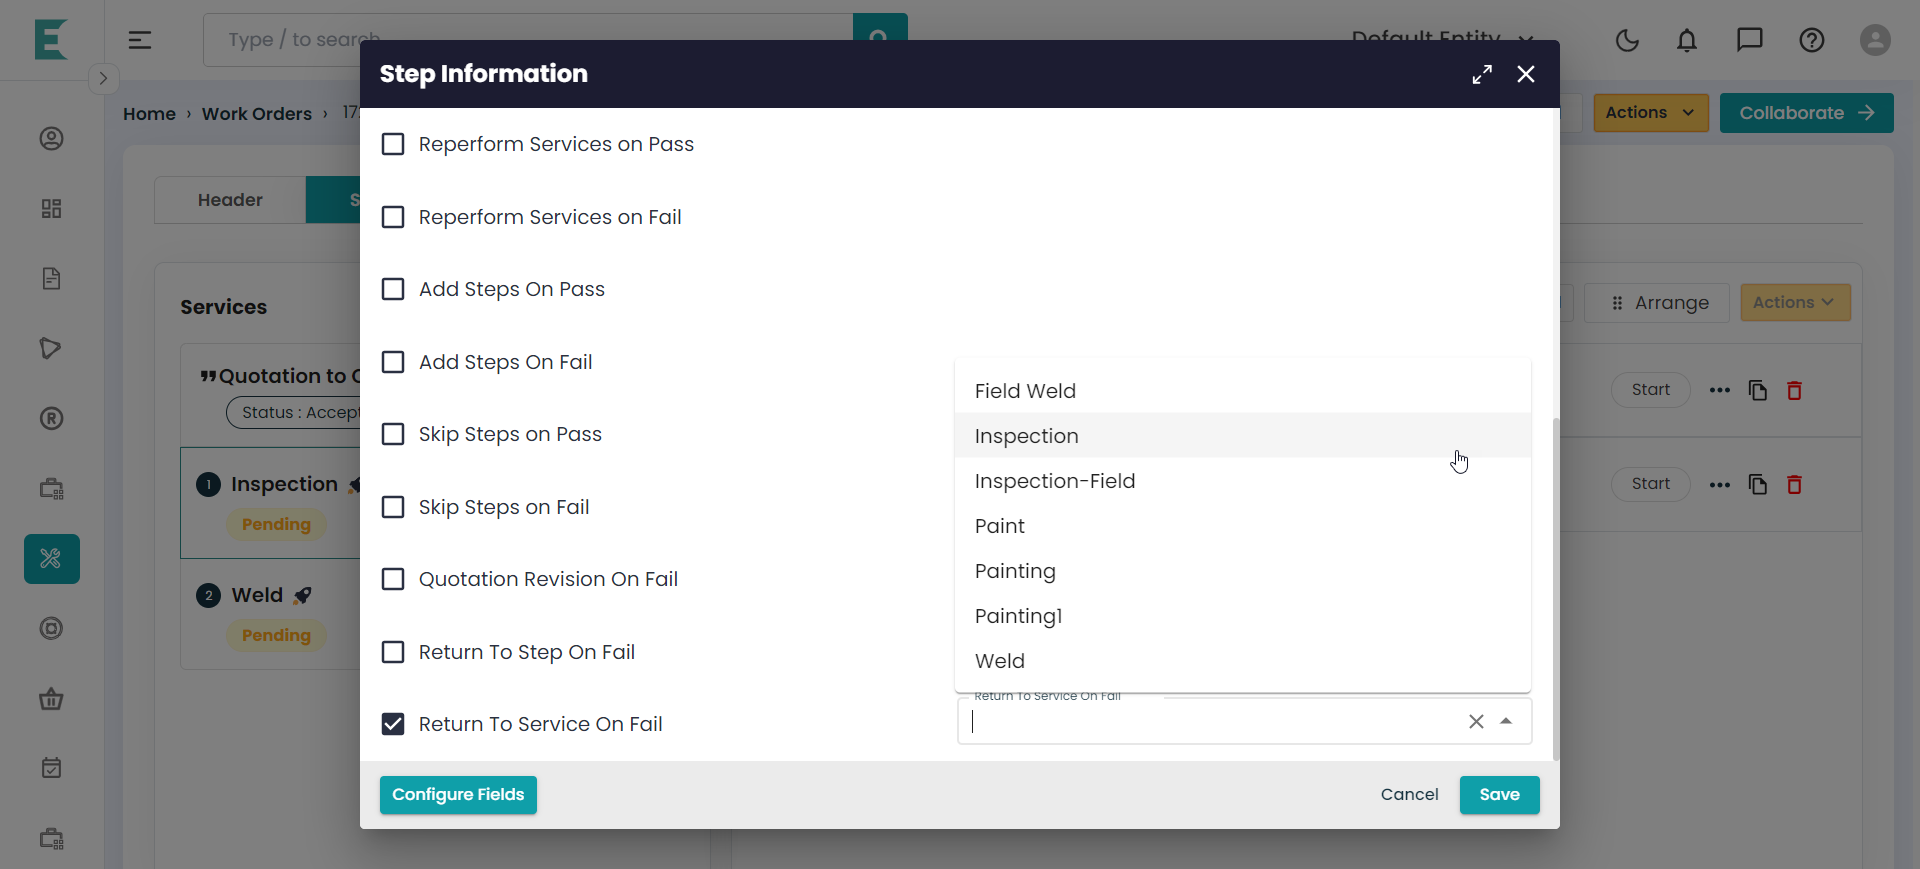 Type / to search
Default Entity
Step Information
Home › Work Orders › 17.
Actions
Collaborate
Header
Services
Arrange
Actions
Quotation to
Status : Accept
Start
1 Inspection
Pending
Start
2 Weld
Pending
Reperform Services on Pass
Reperform Services on Fail
Add Steps On Pass
Add Steps On Fail
Skip Steps on Pass
Skip Steps on Fail
Quotation Revision On Fail
Return To Step On Fail
Return To Service On Fail
Field Weld
Inspection
Inspection-Field
Paint
Painting
Painting1
Weld
Return To Service On Fail
Configure Fields
Cancel
Save